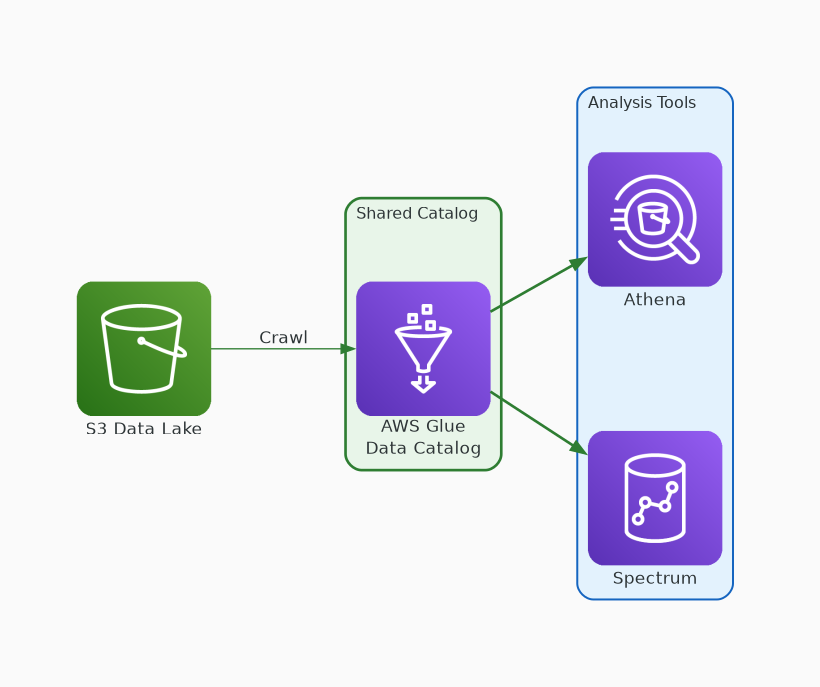 Analysis Tools
Athena
Shared Catalog
Crawl
S3 Data Lake
AWS Glue
Data Catalog
Spectrum